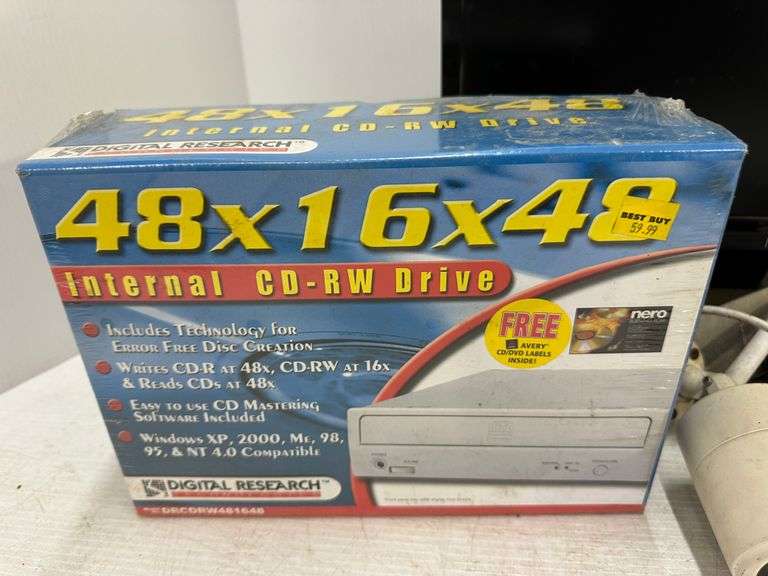 48x16x48
Internal CD-RW Drive
DIGITAL RESEARCH™
48x16x48
BEST BUY
59.99
Internal CD-RW Drive
INCLUDES TECHNOLOGY FOR
ERROR FREE DISC CREATION
WRITES CD-R AT 48X, CD-RW AT 16X
& READS CDS AT 48X
EASY TO USE CD MASTERING
SOFTWARE INCLUDED
WINDOWS XP, 2000, ME, 98,
95, & NT 4.0 COMPATIBLE
FREE
AVERY
CD/DVD LABELS
INSIDE!
nero
DIGITAL RESEARCH™
DRCDRW481648